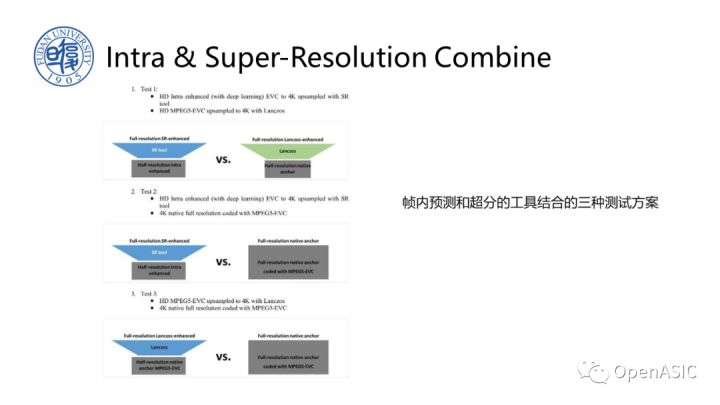 FUDAN UNIVERSITY
1905
Intra & Super-Resolution Combine
1. Test 1:
• HD Intra enhanced (with deep learning) EVC to 4K upsampled with SR
tool
• HD MPEG5-EVC upsampled to 4K with Lanczos
Full-resolution SR-enhanced
SR tool
Half-resolution Intra
enhanced
VS.
Full-resolution Lanczos-enhanced
Lanczos
Half-resolution native
anchor
2. Test 2:
• HD Intra enhanced (with deep learning) EVC to 4K upsampled with SR
tool
• 4K native full resolution coded with MPEG5-EVC
Full-resolution SR-enhanced
SR tool
Half-resolution Intra
enhanced
VS.
Full-resolution native anchor
Full-resolution native anchor
coded with MPEG5-EVC
3. Test 3:
• HD MPEG5-EVC upsampled to 4K with Lanczos
• 4K native full resolution coded with MPEG5-EVC
Full-resolution Lanczos-enhanced
Lanczos
Half-resolution native
anchor MPEG5-EVC
VS.
Full-resolution native anchor
Full-resolution native anchor
coded with MPEG5-EVC
帧内预测和超分的工具结合的三种测试方案
OpenASIC